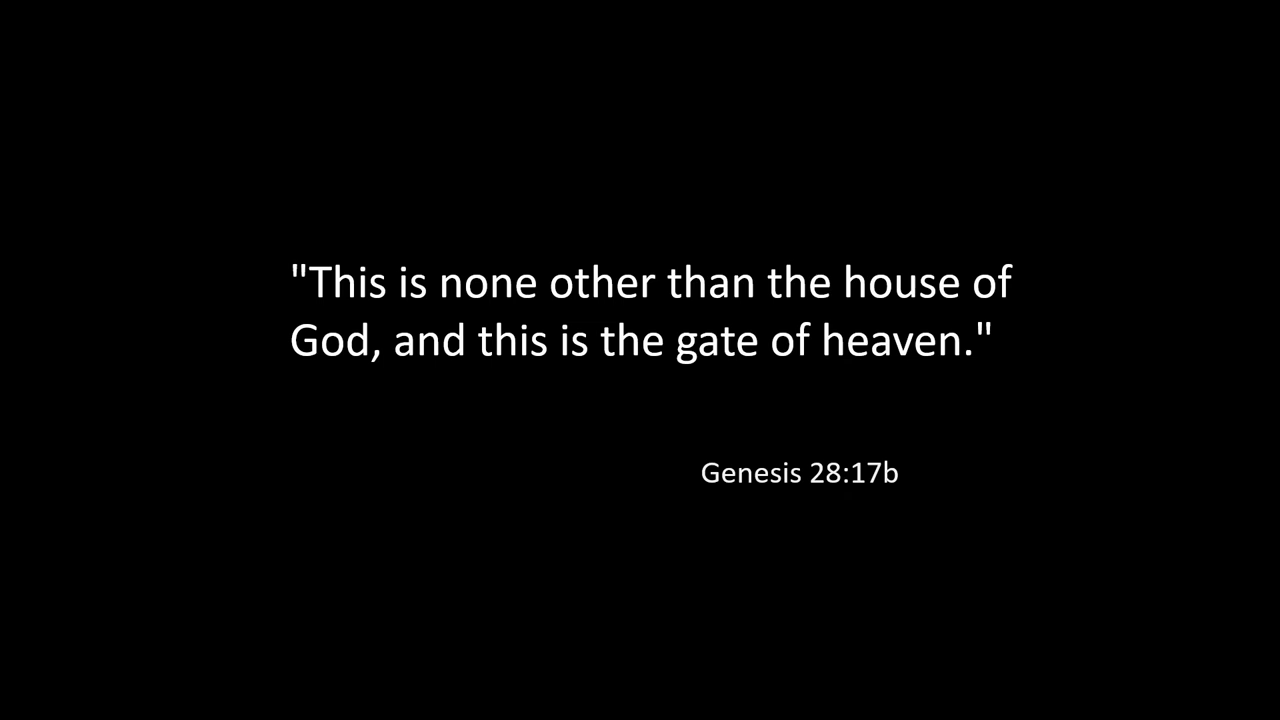 "This is none other than the house of
God, and this is the gate of heaven."
Genesis 28:17b